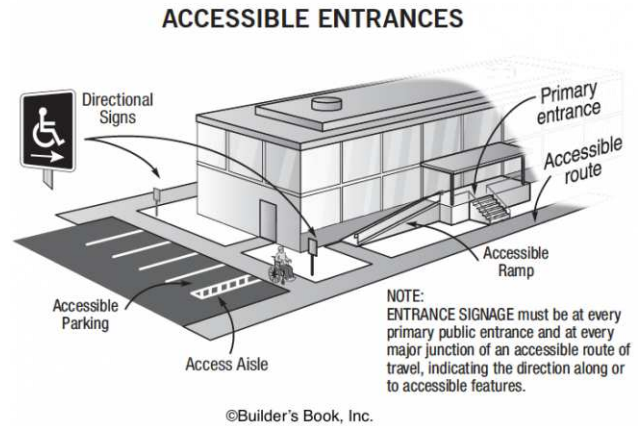 ACCESSIBLE ENTRANCES
Directional
Signs
Primary
entrance
Accessible
route
Accessible
Ramp
Accessible
Parking
Access Aisle
NOTE:
ENTRANCE SIGNAGE must be at every
primary public entrance and at every
major junction of an accessible route of
travel, indicating the direction along or
to accessible features.
©Builder's Book, Inc.